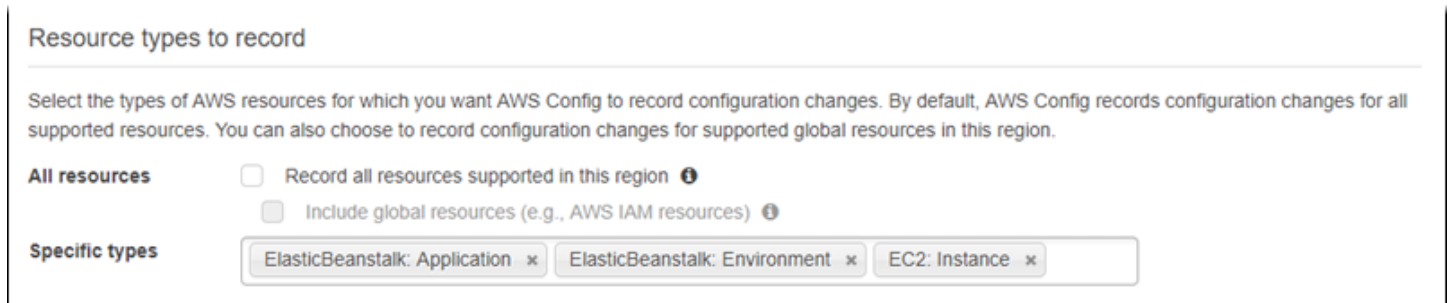 Resource types to record
Select the types of AWS resources for which you want AWS Config to record configuration changes. By default, AWS Config records configuration changes for all
supported resources. You can also choose to record configuration changes for supported global resources in this region.
All resources Record all resources supported in this region
Include global resources (e.g., AWS IAM resources)
Specific types ElasticBeanstalk: Application × ElasticBeanstalk: Environment × EC2: Instance ×